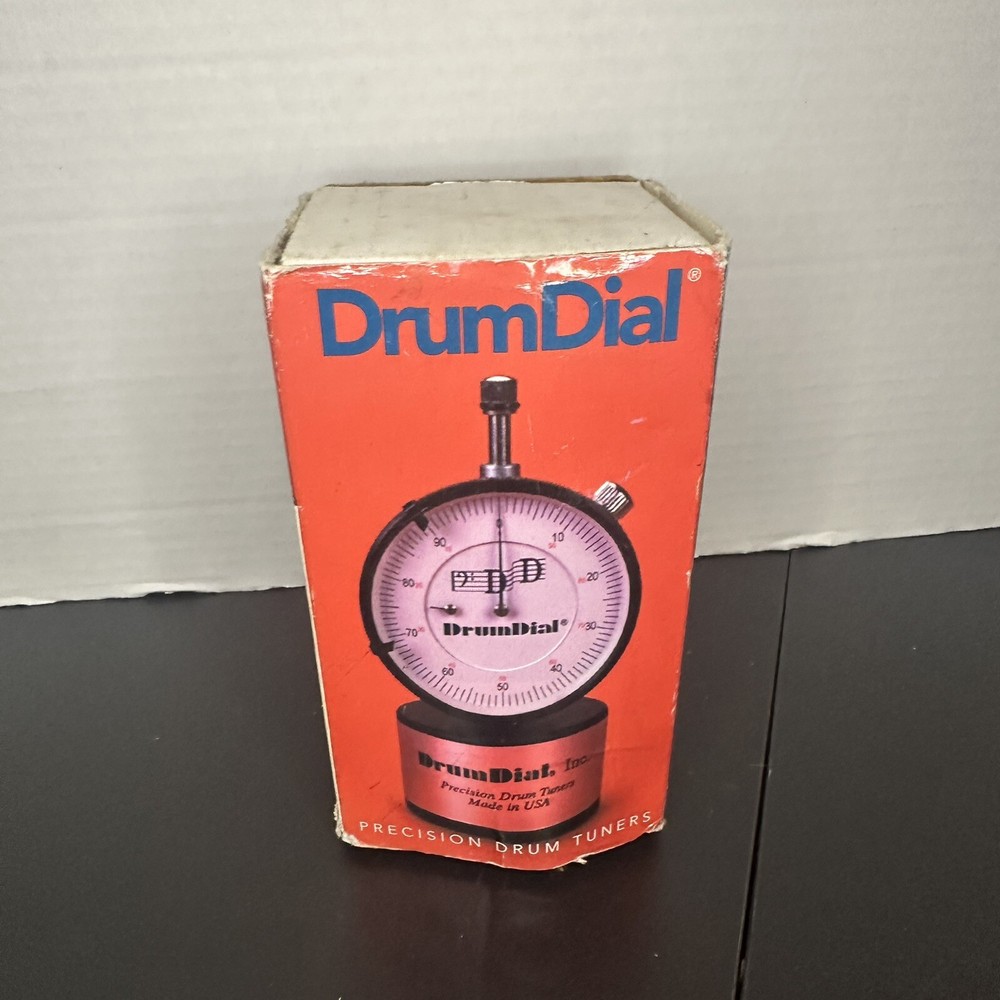 DrumDial®
0
90
10
80
20
70
30
60
40
50
D D
DrumDial®
DrumDial, Inc.
Precision Drum Tuners
Made in USA
PRECISION DRUM TUNERS